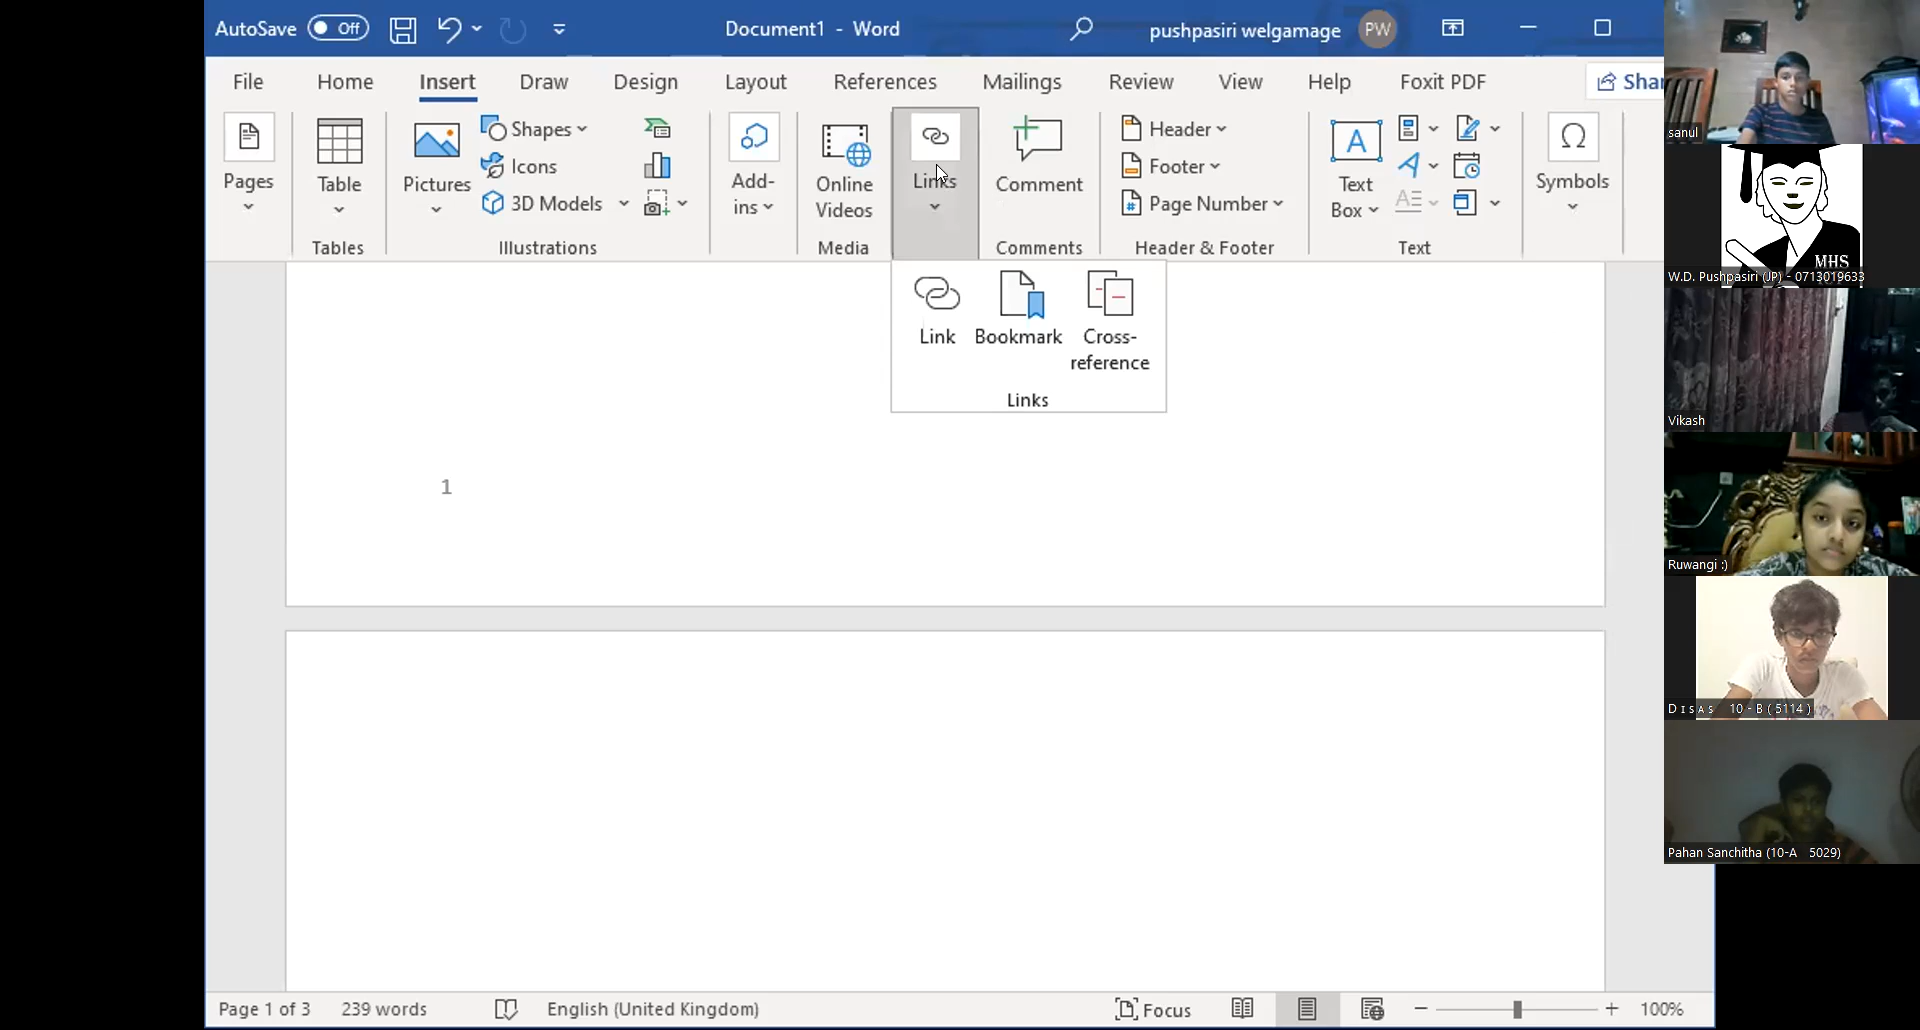 AutoSave Off Document1 - Word pushpasiri welgamage PW
File Home Insert Draw Design Layout References Mailings Review View Help Foxit PDF Shar
Pages
Table
Tables
Pictures
Shapes
Icons
3D Models
Illustrations
Add-
ins
Online
Videos
Media
Links
Comment
Comments
Header
Footer
Page Number
Header & Footer
A
Text
Box
Text
Ω
Symbols
Link
Bookmark
Cross-
reference
Links
1
Page 1 of 3 239 words English (United Kingdom) Focus 100%
sanul
MHS
W.D. Pushpasiri (JP) - 0713019633
Vikash
Ruwangi :)
Disas 10 - B ( 5114 )
Pahan Sanchitha (10-A 5029)